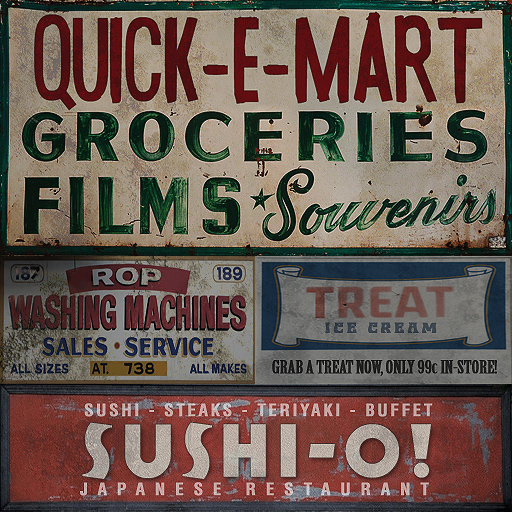 QUICK-E-MART
GROCERIES
FILMS ★ Souvenirs
187 ROP 189
WASHING MACHINES
SALES · SERVICE
ALL SIZES AT. 738 ALL MAKES
TREAT
ICE CREAM
GRAB A TREAT NOW, ONLY 99¢ IN-STORE!
SUSHI - STEAKS - TERIYAKI - BUFFET
SUSHI-O!
JAPANESE RESTAURANT